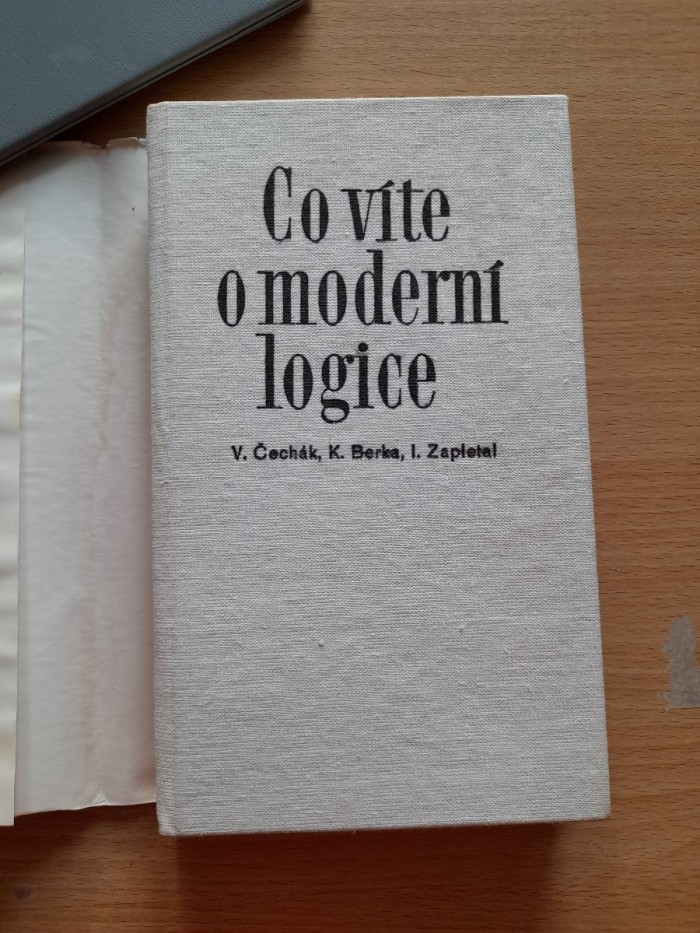 Co víte
o moderní
logice
V. Čechák, K. Berka, I. Zapletal